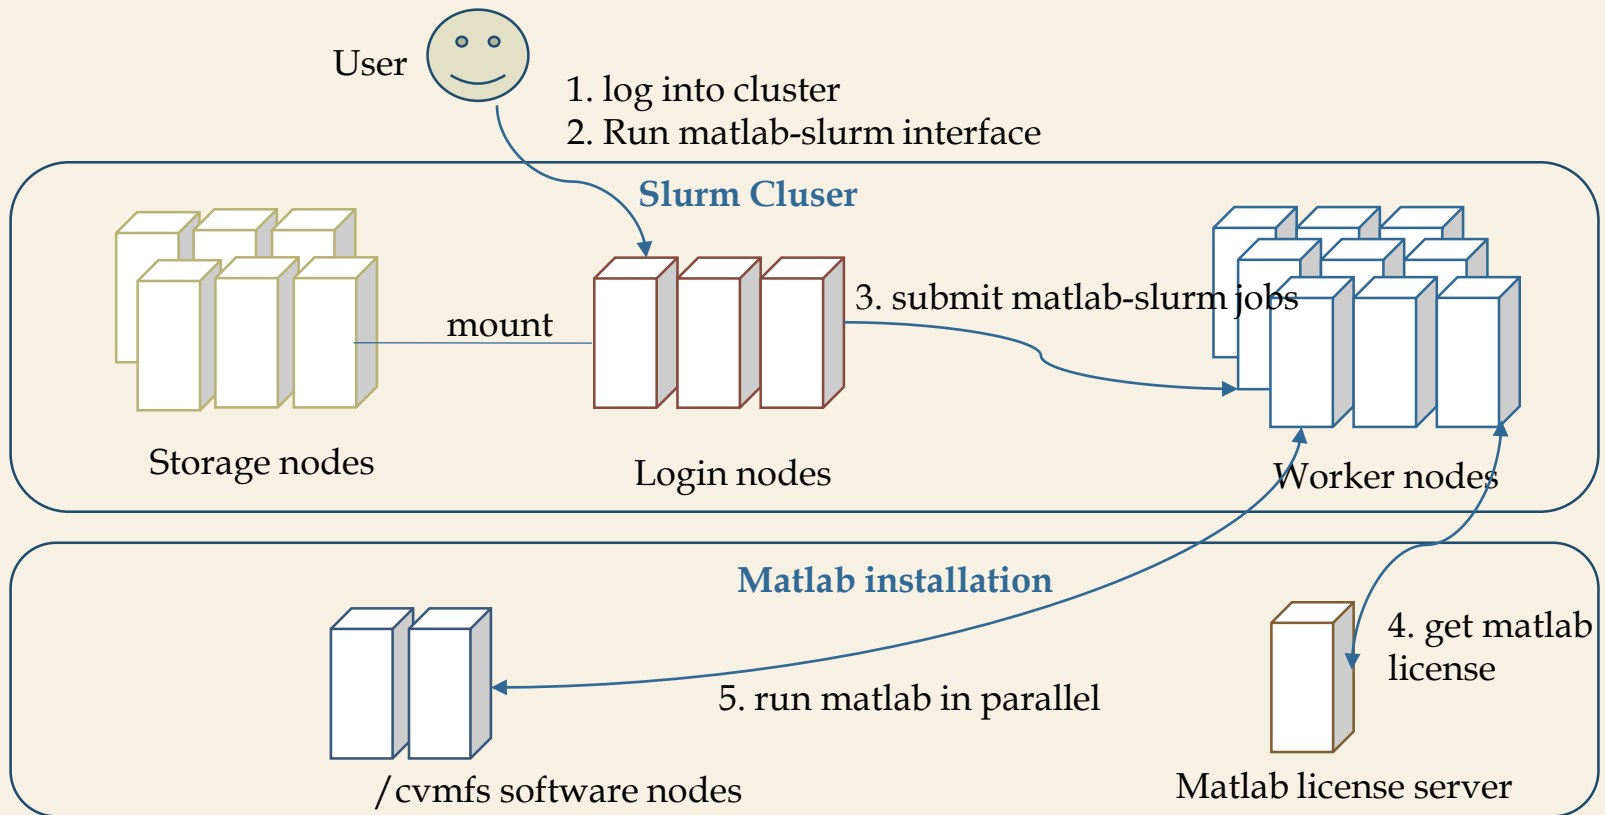 User
1. log into cluster
2. Run matlab-slurm interface
Slurm Cluser
3. submit matlab-slurm jobs
mount
Storage nodes
Login nodes
Worker nodes
Matlab installation
4. get matlab
license
5. run matlab in parallel
/cvmfs software nodes
Matlab license server